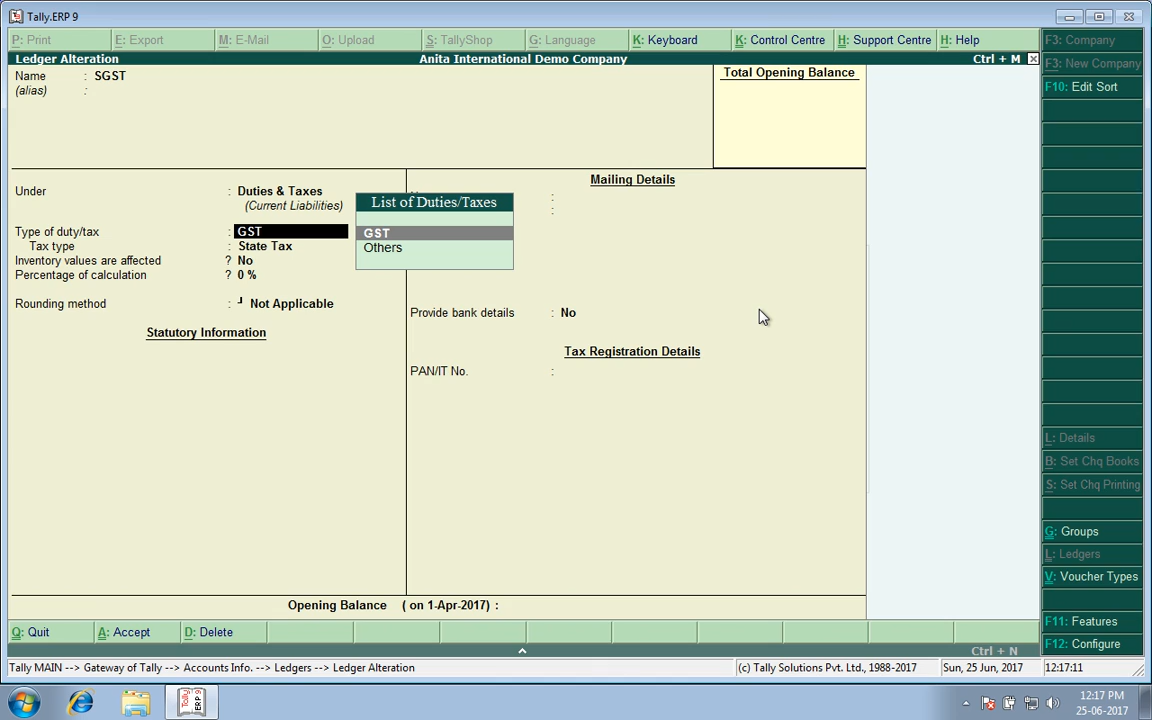 Tally.ERP 9
P: Print E: Export M: E-Mail O: Upload S: TallyShop G: Language K: Keyboard K: Control Centre H: Support Centre H: Help
Ledger Alteration Anita International Demo Company Ctrl + M
Name : SGST
(alias) :
Total Opening Balance
Under : Duties & Taxes
(Current Liabilities)
Type of duty/tax : GST
Tax type : State Tax
Inventory values are affected ? No
Percentage of calculation ? 0 %
Rounding method : ┘ Not Applicable
Statutory Information
List of Duties/Taxes
GST
Others
Mailing Details
:
:
Provide bank details : No
Tax Registration Details
PAN/IT No. :
Opening Balance ( on 1-Apr-2017) :
F3: Company
F3: New Company
F10: Edit Sort
L: Details
B: Set Chq Books
S: Set Chq Printing
G: Groups
L: Ledgers
V: Voucher Types
F11: Features
F12: Configure
Q: Quit A: Accept D: Delete
Ctrl + N
Tally MAIN --> Gateway of Tally --> Accounts Info. --> Ledgers --> Ledger Alteration (c) Tally Solutions Pvt. Ltd., 1988-2017 Sun, 25 Jun, 2017 12:17:11
12:17 PM
25-06-2017